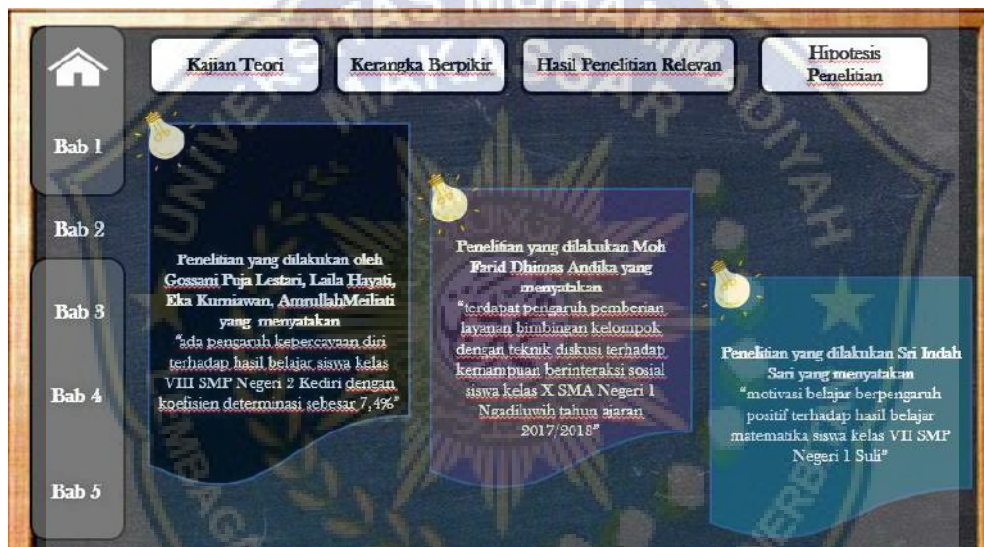 UNIVERSITAS MUHAMMADIYAH
MAKASSAR
Kajian Teori
Kerangka Berpikir
Hasil Penelitian Relevan
Hipotesis
Penelitian
Bab 1
Bab 2
Bab 3
Bab 4
Bab 5
Penelitian yang dilakukan oleh
Gossani Puja Lestari, Laila Hayati,
Eka Kurniawan, AmrullahMeiliati
yang menyatakan
“ada pengaruh kepercayaan diri
terhadap hasil belajar siswa kelas
VIII SMP Negeri 2 Kediri dengan
koefisien determinasi sebesar 7,4%”
Penelitian yang dilakukan Moh
Farid Dhimas Andika yang
menyatakan
“terdapat pengaruh pemberian
layanan bimbingan kelompok
dengan teknik diskusi terhadap
kemampuan berinteraksi sosial
siswa kelas X SMA Negeri 1
Ngadiluwih tahun ajaran
2017/2018”
Penelitian yang dilakukan Sri Indah
Sari yang menyatakan
“motivasi belajar berpengaruh
positif terhadap hasil belajar
matematika siswa kelas VII SMP
Negeri 1 Suli”